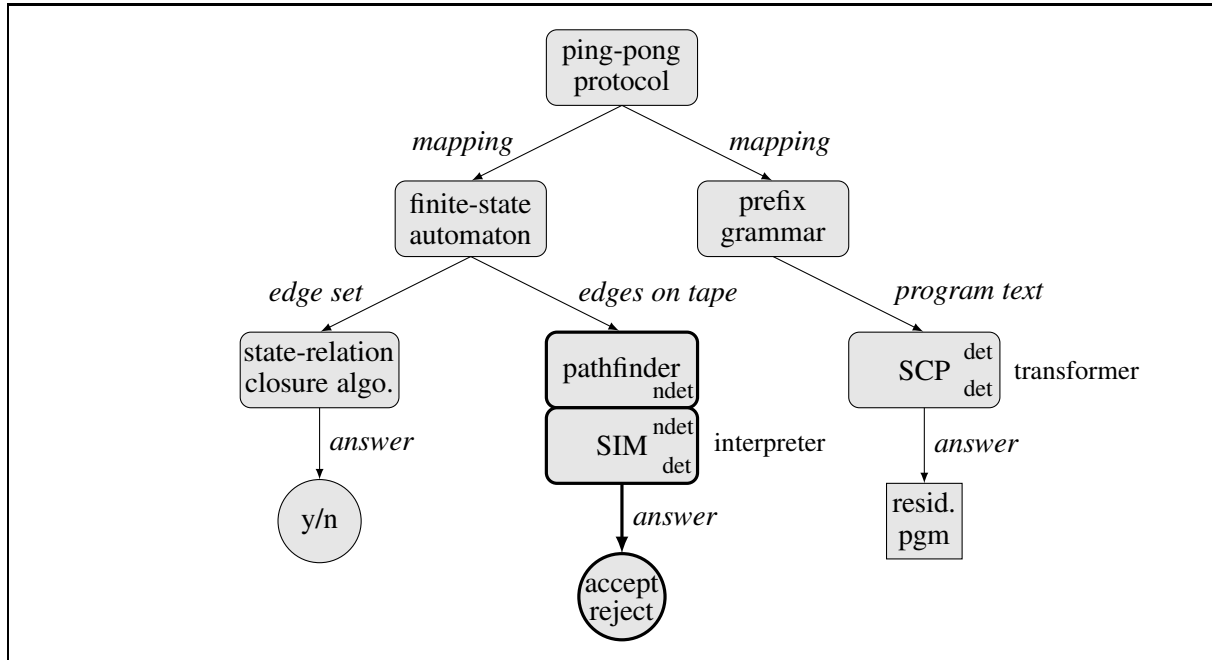 ping-pong
protocol
mapping
mapping
finite-state
automaton
prefix
grammar
edge set
edges on tape
program text
state-relation
closure algo.
pathfinder
ndet
SCP
det
det
transformer
SIM
ndet
det
interpreter
answer
answer
answer
y/n
resid.
pgm
accept
reject